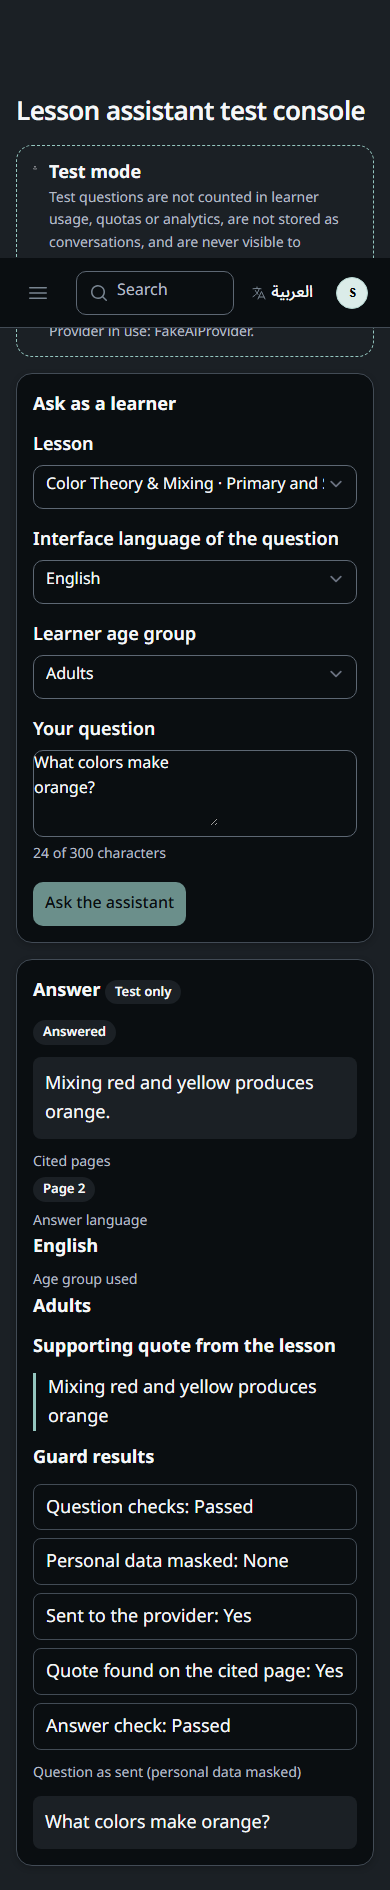 Lesson assistant test console
Test mode
Test questions are not counted in learner
usage, quotas or analytics, are not stored as
conversations, and are never visible to
Search
العربية
S
Provider in use: FakeAiProvider.
Ask as a learner
Lesson
Color Theory & Mixing · Primary and
Interface language of the question
English
Learner age group
Adults
Your question
What colors make
orange?
24 of 300 characters
Ask the assistant
Answer Test only
Answered
Mixing red and yellow produces
orange.
Cited pages
Page 2
Answer language
English
Age group used
Adults
Supporting quote from the lesson
Mixing red and yellow produces
orange
Guard results
Question checks: Passed
Personal data masked: None
Sent to the provider: Yes
Quote found on the cited page: Yes
Answer check: Passed
Question as sent (personal data masked)
What colors make orange?